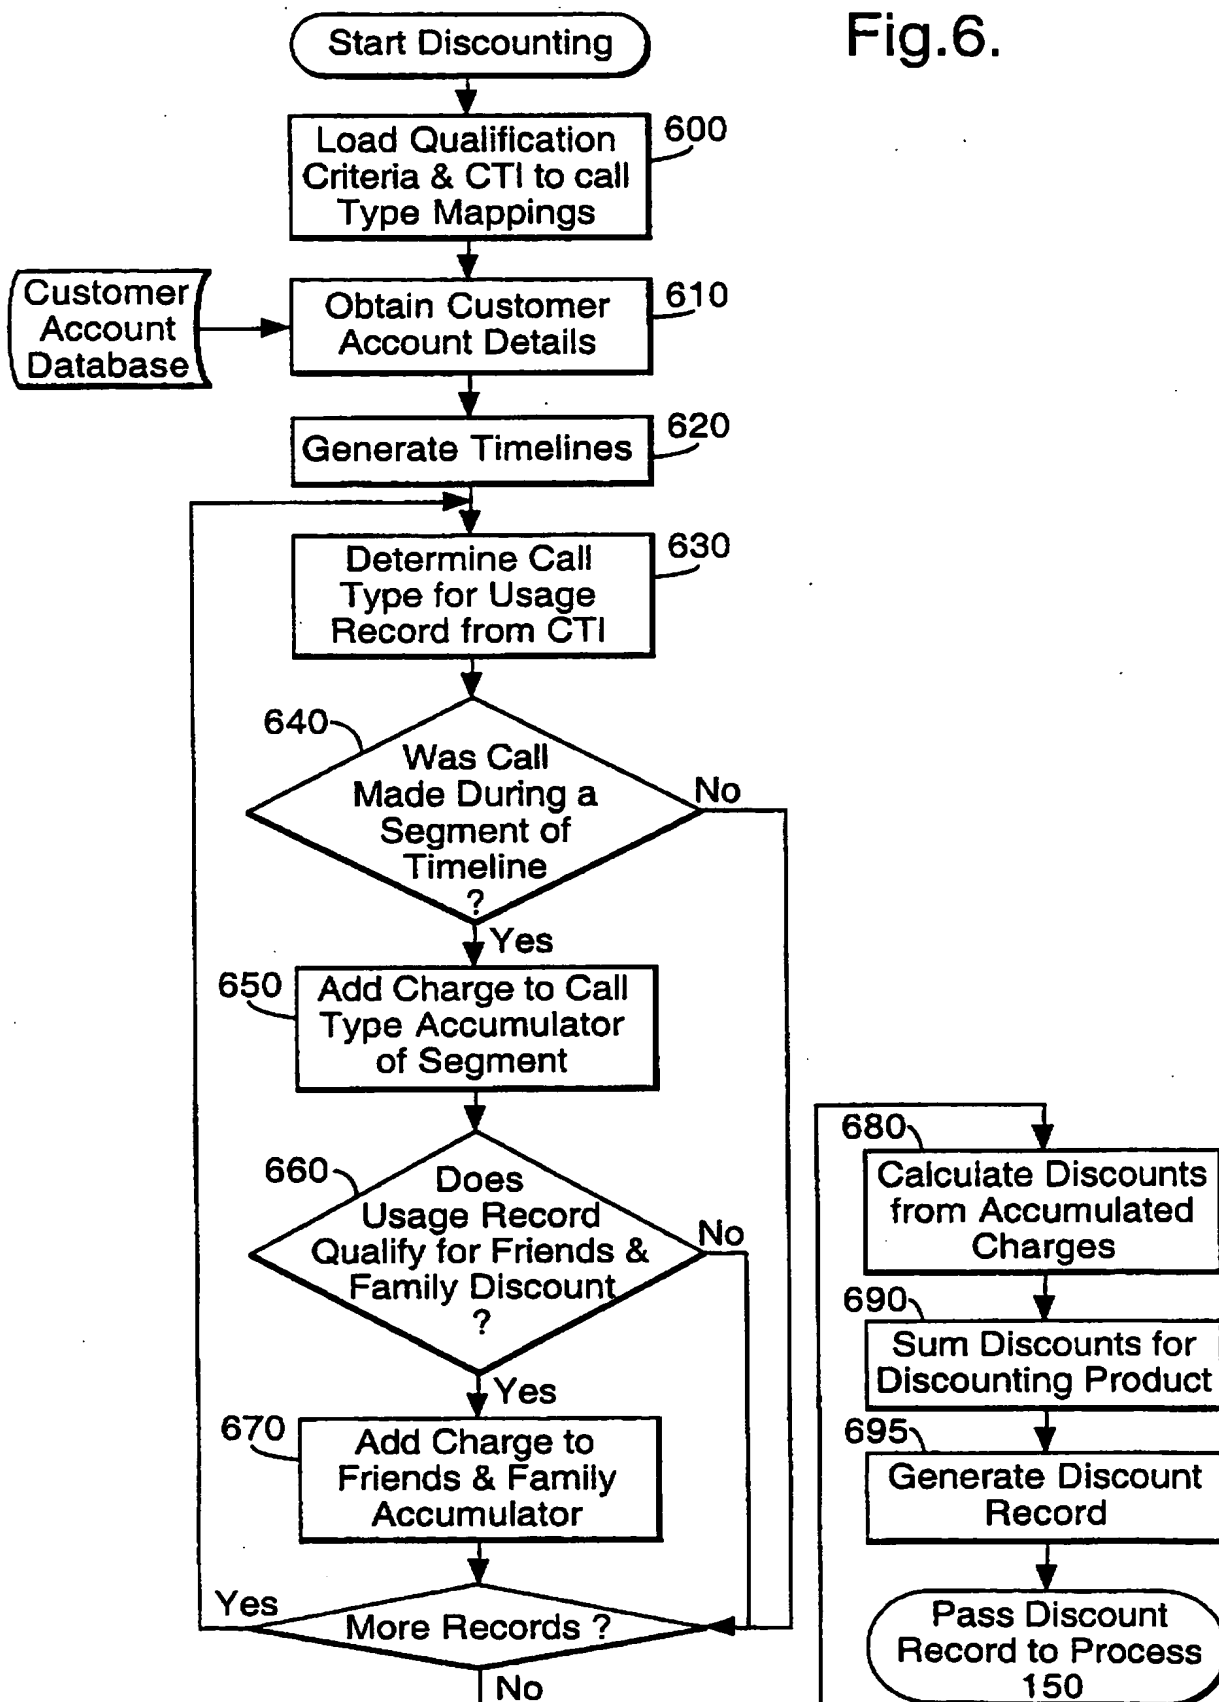 Fig.6.
Start Discounting
600
Load Qualification
Criteria & CTI to call
Type Mappings
Customer
Account
Database
610
Obtain Customer
Account Details
620
Generate Timelines
630
Determine Call
Type for Usage
Record from CTI
640
Was Call
Made During a
Segment of
Timeline
?
No
Yes
650
Add Charge to Call
Type Accumulator
of Segment
660
Does
Usage Record
Qualify for Friends &
Family Discount
?
No
Yes
670
Add Charge to
Friends & Family
Accumulator
Yes
More Records ?
No
680
Calculate Discounts
from Accumulated
Charges
690
Sum Discounts for
Discounting Product
695
Generate Discount
Record
Pass Discount
Record to Process
150